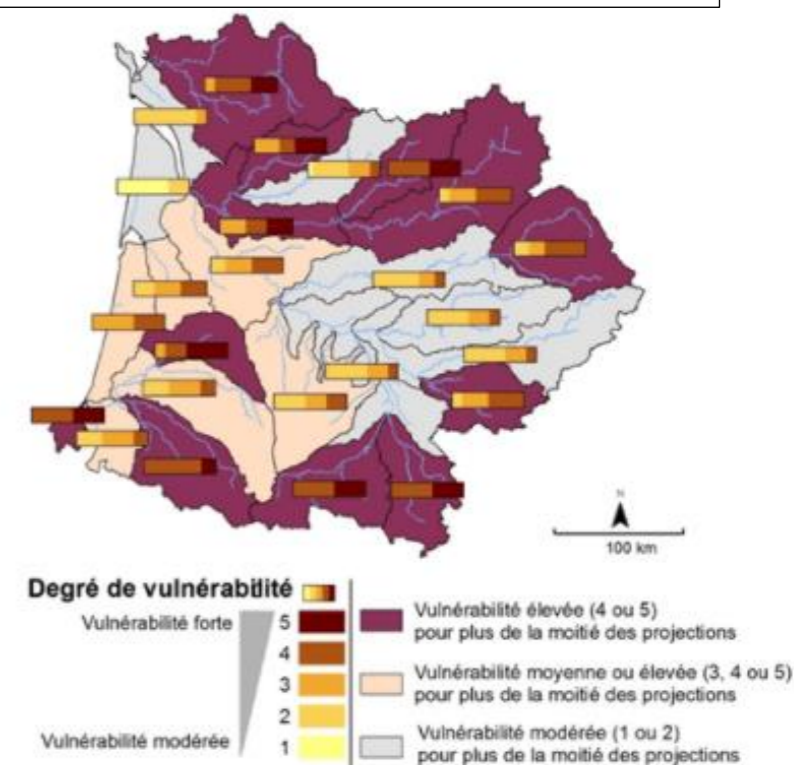 N
100 km
Degré de vulnérabilité
Vulnérabilité forte
5
4
3
2
1
Vulnérabilité modérée
Vulnérabilité élevée (4 ou 5)
pour plus de la moitié des projections
Vulnérabilité moyenne ou élevée (3, 4 ou 5)
pour plus de la moitié des projections
Vulnérabilité modérée (1 ou 2)
pour plus de la moitié des projections